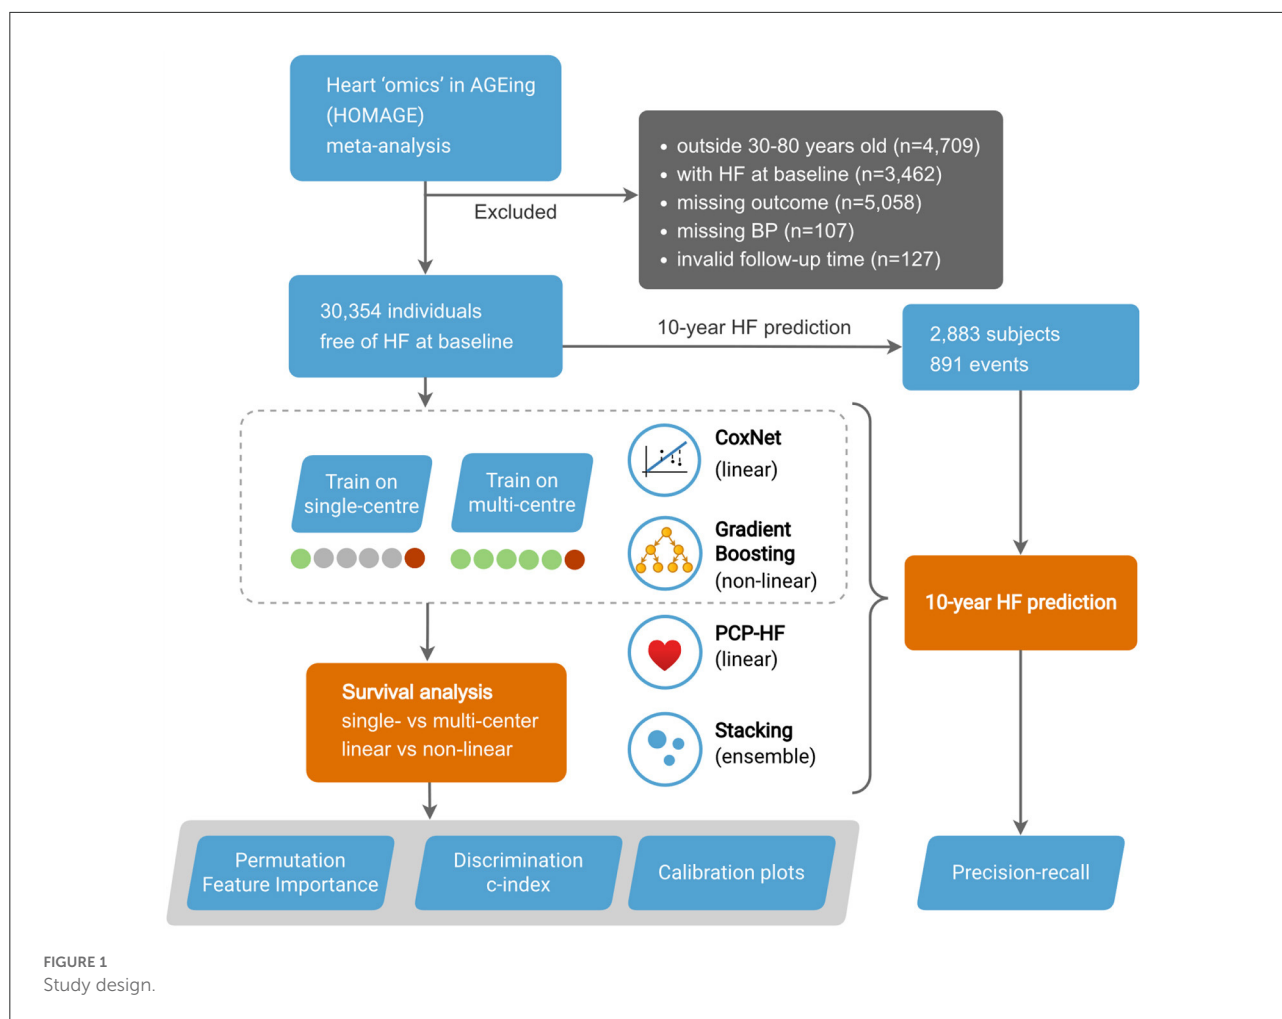 Heart ‘omics’ in AGEing
(HOMAGE)
meta-analysis
Excluded
• outside 30-80 years old (n=4,709)
• with HF at baseline (n=3,462)
• missing outcome (n=5,058)
• missing BP (n=107)
• invalid follow-up time (n=127)
30,354 individuals
free of HF at baseline
10-year HF prediction
2,883 subjects
891 events
Train on
single-centre
Train on
multi-centre
CoxNet
(linear)
Gradient
Boosting
(non-linear)
PCP-HF
(linear)
Stacking
(ensemble)
10-year HF prediction
Survival analysis
single- vs multi-center
linear vs non-linear
Permutation
Feature Importance
Discrimination
c-index
Calibration plots
Precision-recall
FIGURE 1
Study design.